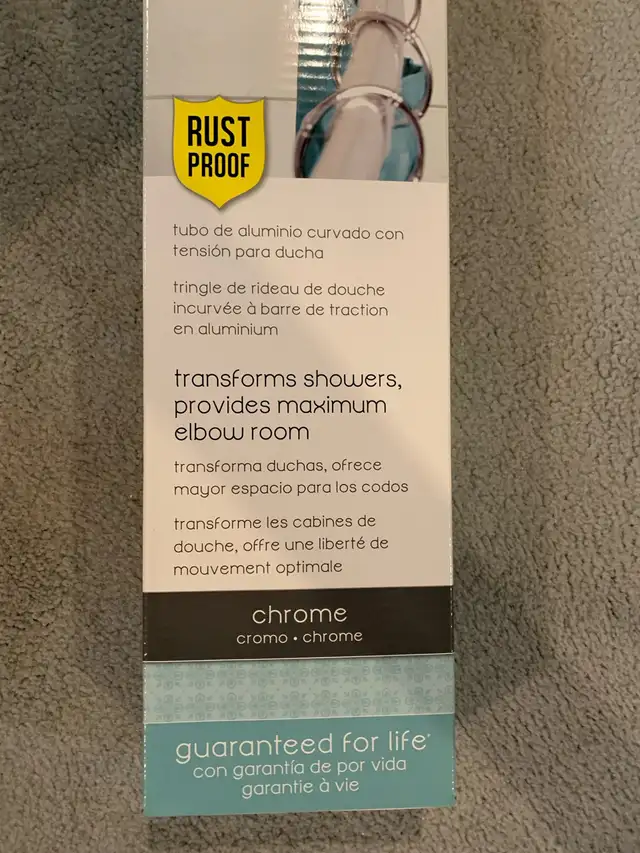 RUST
PROOF
tubo de aluminio curvado con
tensión para ducha
tringle de rideau de douche
incurvée à barre de traction
en aluminium
transforms showers,
provides maximum
elbow room
transforma duchas, ofrece
mayor espacio para los codos
transforme les cabines de
douche, offre une liberté de
mouvement optimale
chrome
cromo • chrome
guaranteed for life*
con garantía de por vida
garantie à vie